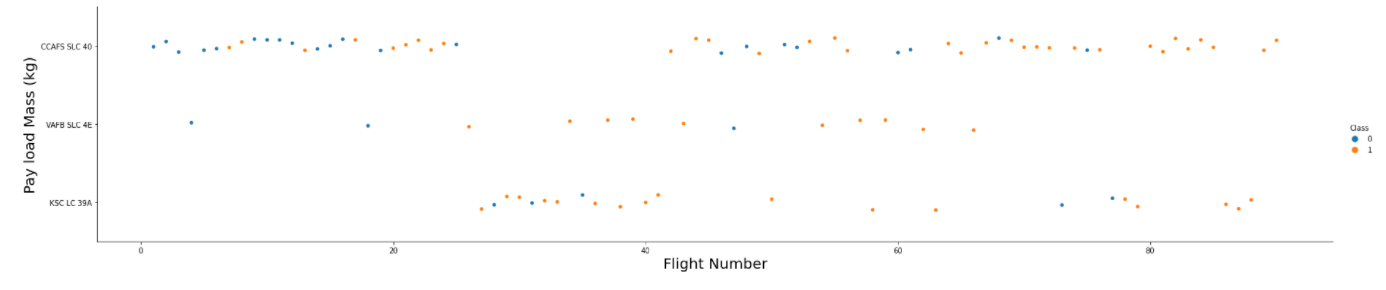 Pay load Mass (kg)
CCAFS SLC 40
VAFB SLC 4E
KSC LC 39A
0 20 40 60 80
Flight Number
Class
0
1